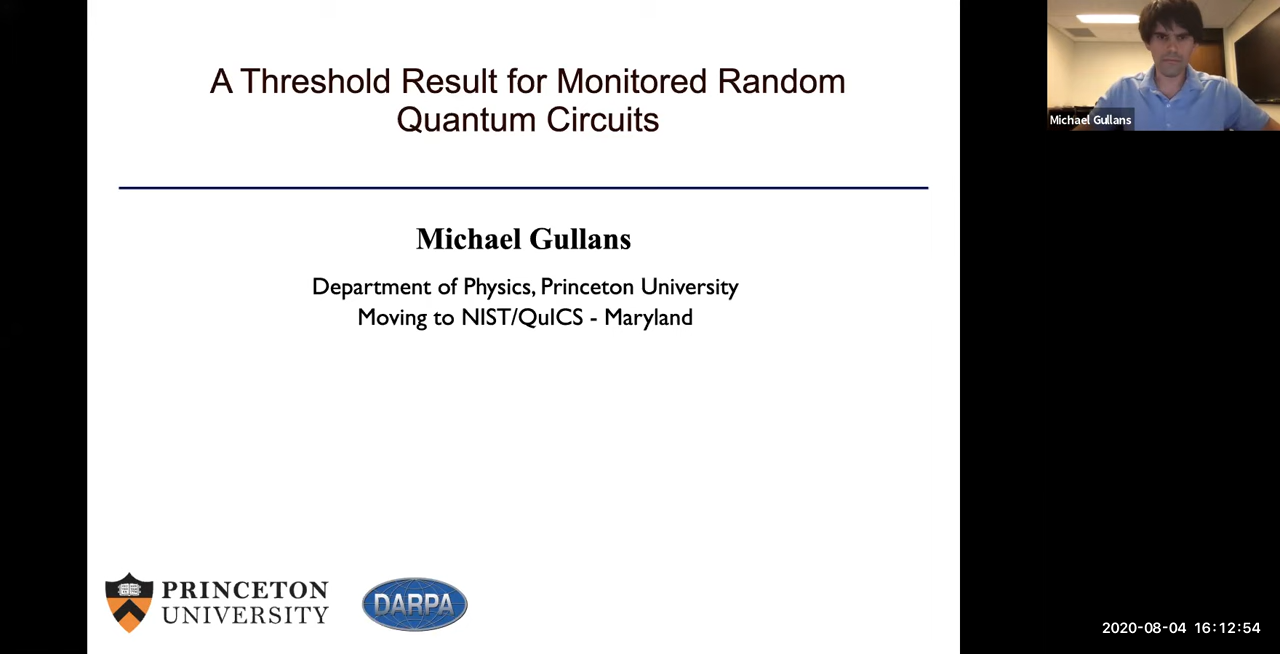 A Threshold Result for Monitored Random
Quantum Circuits
Michael Gullans
Department of Physics, Princeton University
Moving to NIST/QuICS - Maryland
PRINCETON
UNIVERSITY
DARPA
Michael Gullans
2020-08-04 16:12:54